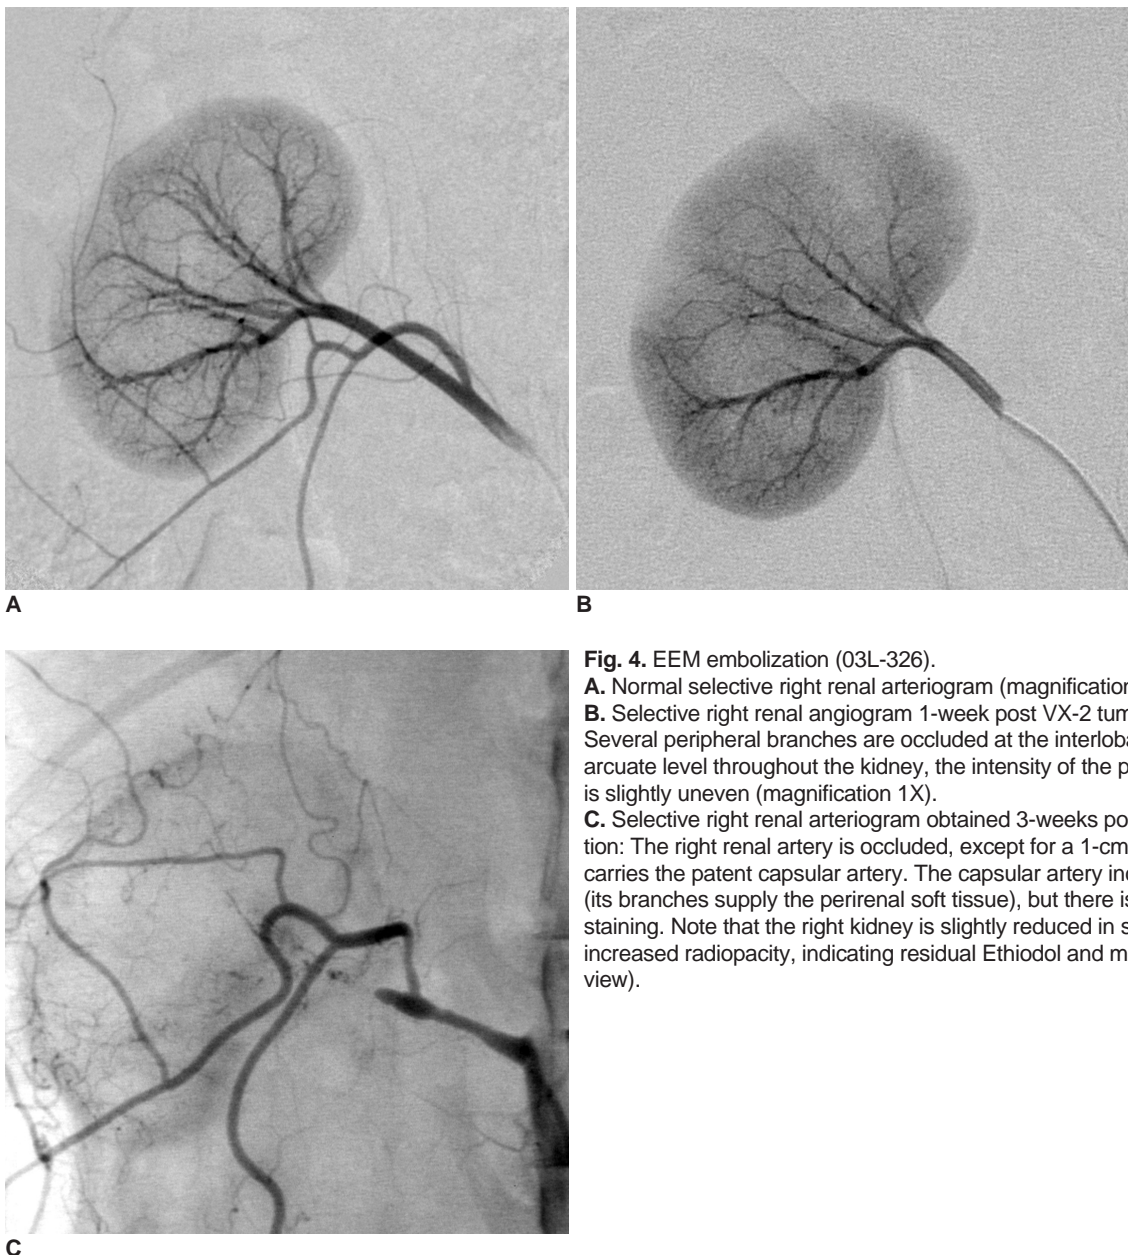 A
B
C
Fig. 4. EEM embolization (03L-326).
A. Normal selective right renal arteriogram (magnification
B. Selective right renal angiogram 1-week post VX-2 tum
Several peripheral branches are occluded at the interloba
arcuate level throughout the kidney, the intensity of the p
is slightly uneven (magnification 1X).
C. Selective right renal arteriogram obtained 3-weeks po
tion: The right renal artery is occluded, except for a 1-cm
carries the patent capsular artery. The capsular artery inc
(its branches supply the perirenal soft tissue), but there is
staining. Note that the right kidney is slightly reduced in s
increased radiopacity, indicating residual Ethiodol and m
view).